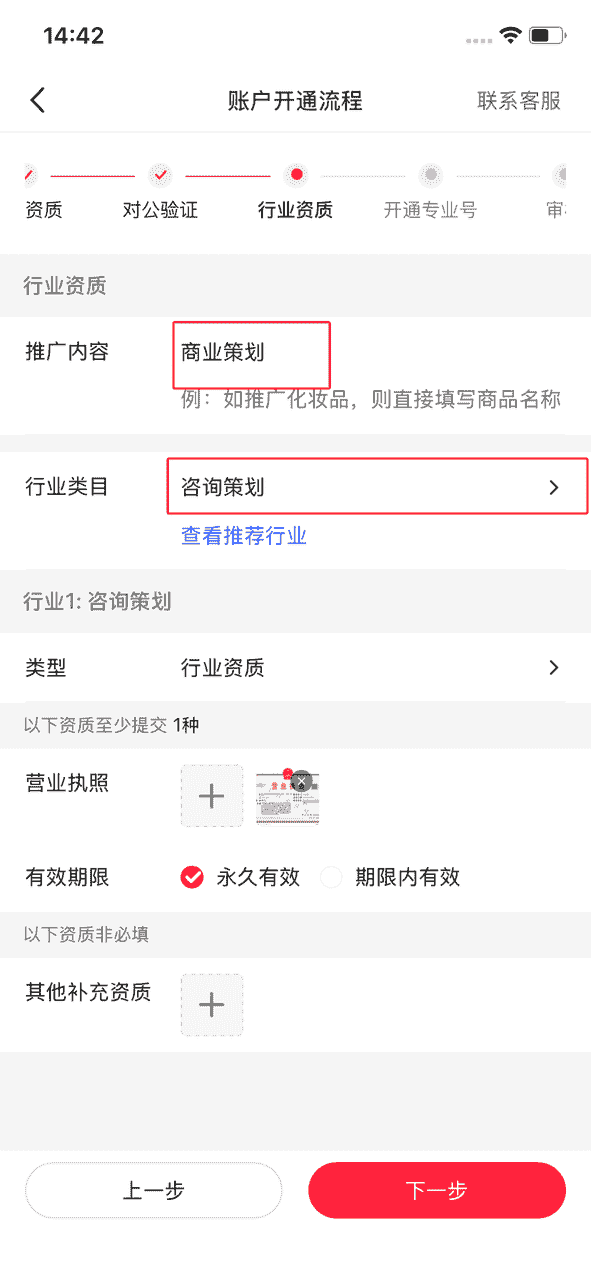 14:42
账户开通流程
联系客服
资质
对公验证
行业资质
开通专业号
行业资质
推广内容
商业策划
例：如推广化妆品，则直接填写商品名称
行业类目
咨询策划
查看推荐行业
行业1: 咨询策划
类型
行业资质
以下资质至少提交 1种
营业执照
有效期限
永久有效
期限内有效
以下资质非必填
其他补充资质
上一步
下一步